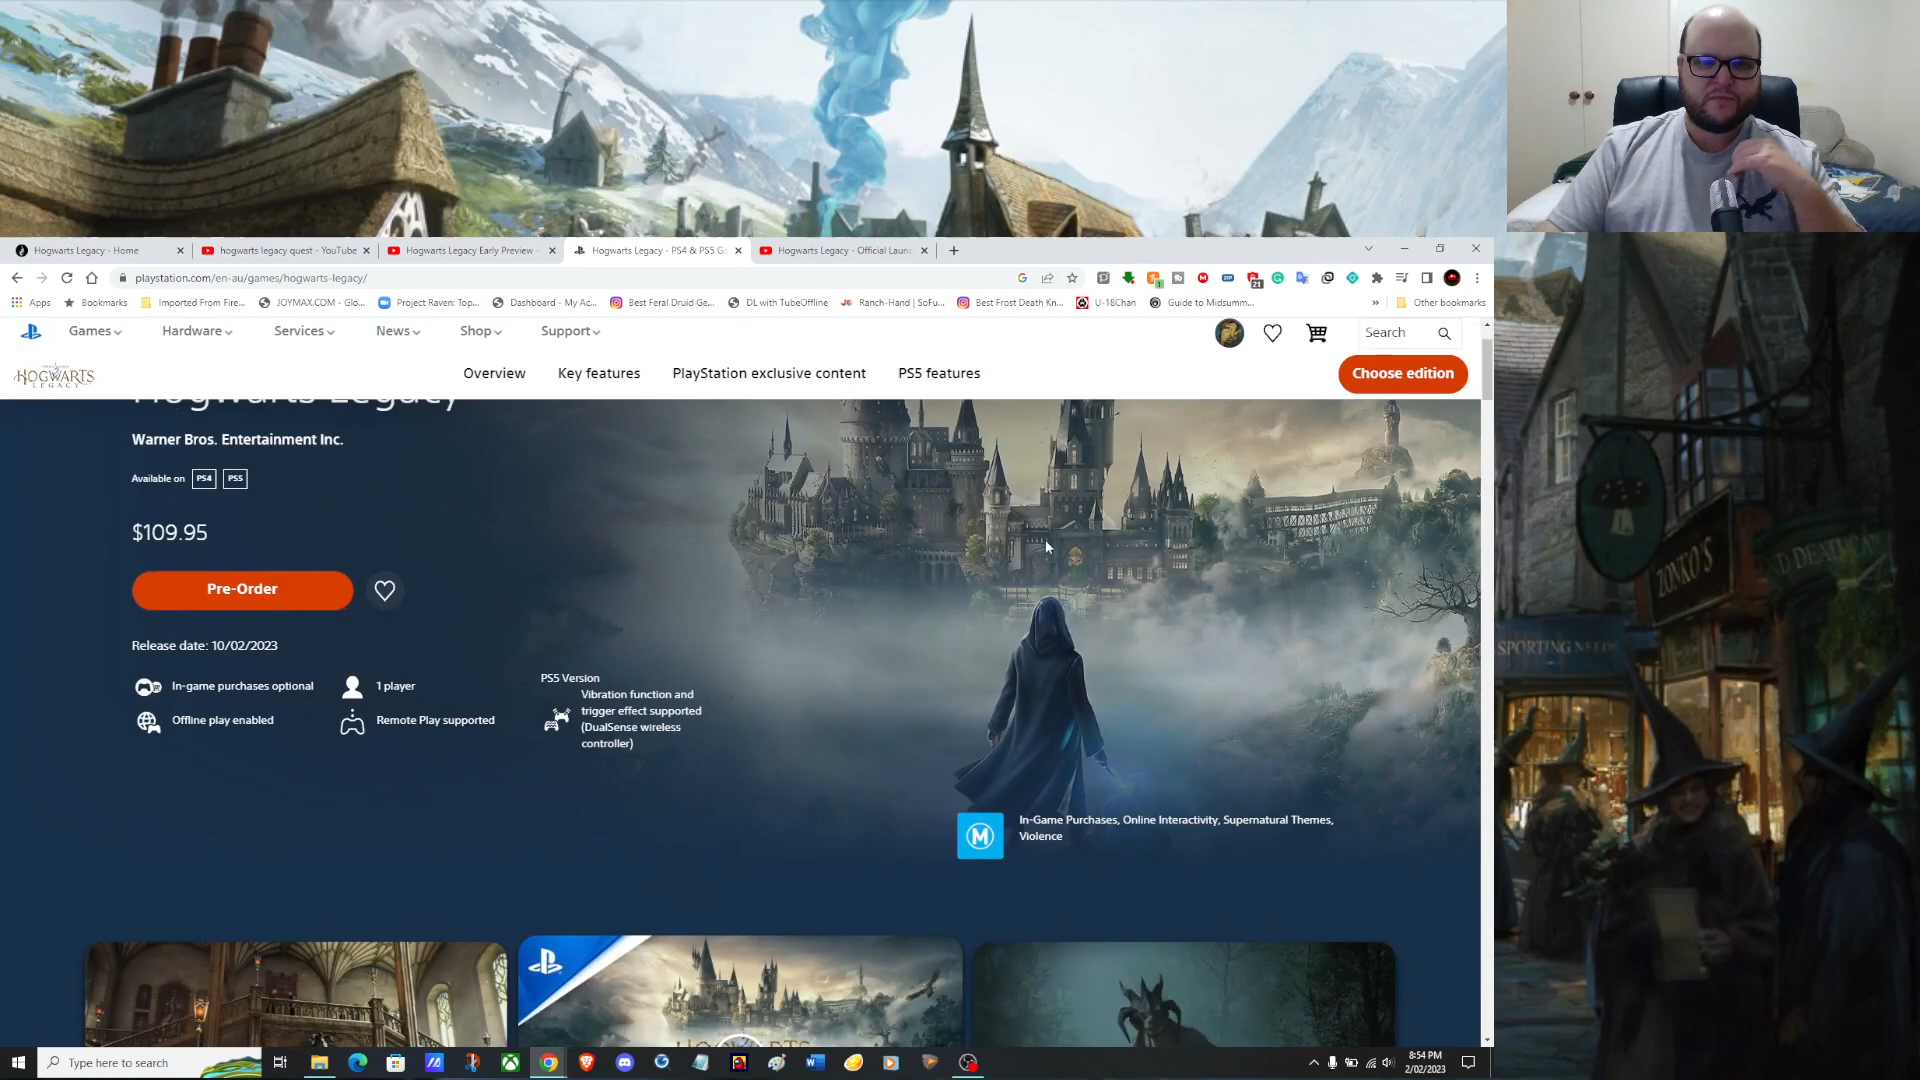 Hogwarts Legacy - Home
hogwarts legacy quest - YouTube
Hogwarts Legacy Early Preview -
Hogwarts Legacy - PS4 & PS5 Ga
Hogwarts Legacy - Official Launc
playstation.com/en-au/games/hogwarts-legacy/
Apps
Bookmarks
Imported From Fire...
JOYMAX.COM - Glo...
Project Raven: Top...
Dashboard - My Ac...
Best Feral Druid Ge...
DL with TubeOffline
Ranch-Hand | SoFu...
Best Frost Death Kn...
U-18Chan
Guide to Midsumm...
»
Other bookmarks
Games
Hardware
Services
News
Shop
Support
Search
HOGWARTS
LEGACY
Overview
Key features
PlayStation exclusive content
PS5 features
Choose edition
Hogwarts Legacy
Warner Bros. Entertainment Inc.
Available on PS4 PS5
$109.95
Pre-Order
Release date: 10/02/2023
In-game purchases optional
1 player
Offline play enabled
Remote Play supported
PS5 Version
Vibration function and
trigger effect supported
(DualSense wireless
controller)
M
In-Game Purchases, Online Interactivity, Supernatural Themes,
Violence
ZONKO'S
SPORTING NEEDS
Type here to search
8:54 PM
2/02/2023